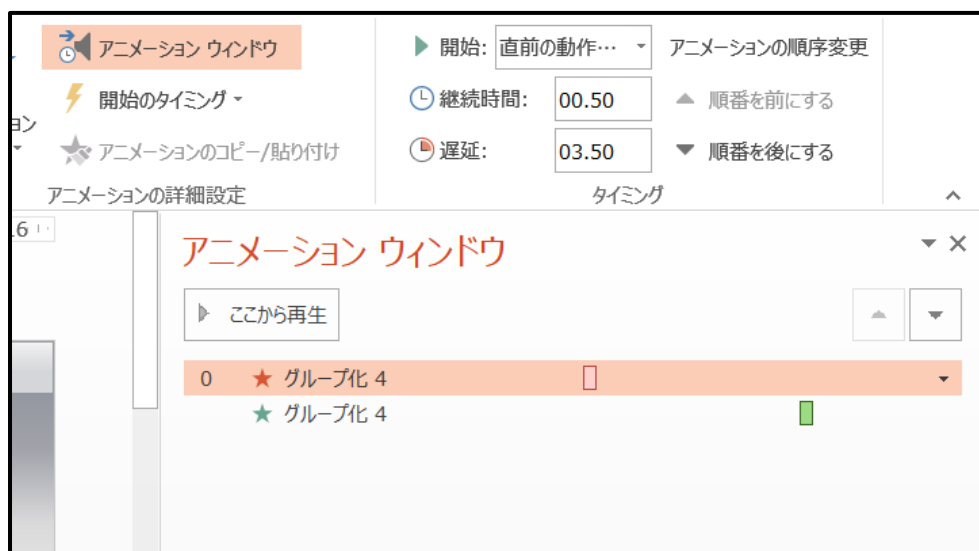 アニメーション ウィンドウ
開始: 直前の動作… アニメーションの順序変更
開始のタイミング
継続時間: 00.50
順番を前にする
ョン
アニメーションのコピー/貼り付け
遅延: 03.50
順番を後にする
アニメーションの詳細設定
タイミング
16
アニメーション ウィンドウ
ここから再生
0 グループ化 4
グループ化 4